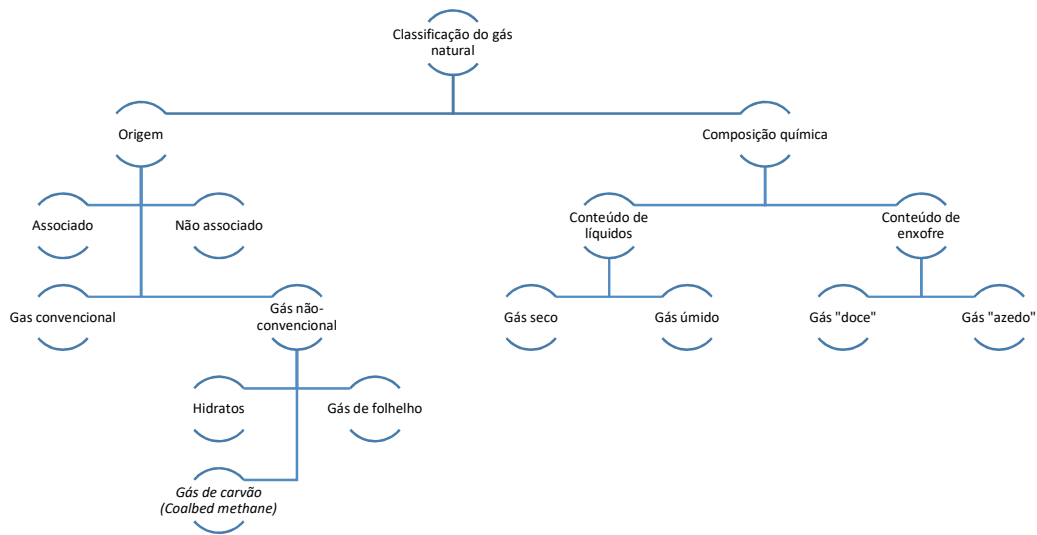 Classificação do gás
natural
Origem
Composição química
Associado
Não associado
Conteúdo de
líquidos
Conteúdo de
enxofre
Gas convencional
Gás não-
convencional
Gás seco
Gás úmido
Gás "doce"
Gás "azedo"
Hidratos
Gás de folhelho
Gás de carvão
(Coalbed methane)